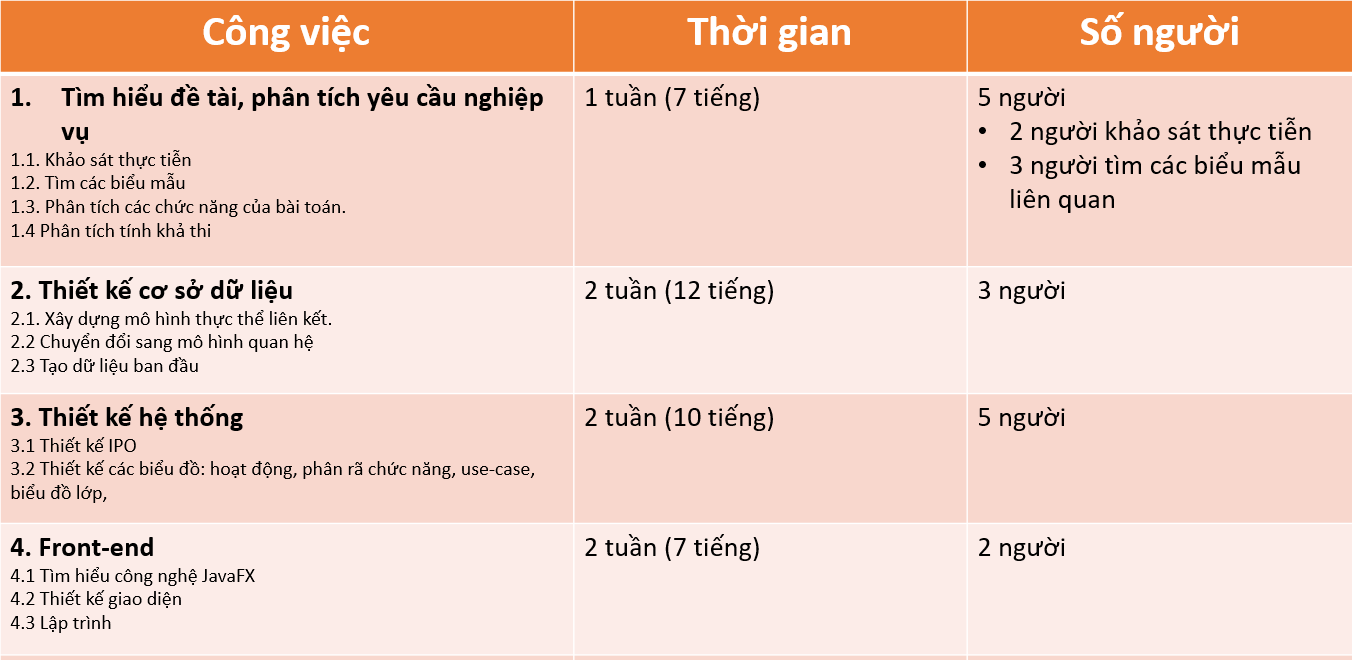 Công việc
Thời gian
Số người
1. Tìm hiểu đề tài, phân tích yêu cầu nghiệp
vụ
1.1. Khảo sát thực tiễn
1.2. Tìm các biểu mẫu
1.3. Phân tích các chức năng của bài toán.
1.4 Phân tích tính khả thi
1 tuần (7 tiếng)
5 người
• 2 người khảo sát thực tiễn
• 3 người tìm các biểu mẫu
liên quan
2. Thiết kế cơ sở dữ liệu
2.1. Xây dựng mô hình thực thể liên kết.
2.2 Chuyển đổi sang mô hình quan hệ
2.3 Tạo dữ liệu ban đầu
2 tuần (12 tiếng)
3 người
3. Thiết kế hệ thống
3.1 Thiết kế IPO
3.2 Thiết kế các biểu đồ: hoạt động, phân rã chức năng, use-case,
biểu đồ lớp,
2 tuần (10 tiếng)
5 người
4. Front-end
4.1 Tìm hiểu công nghệ JavaFX
4.2 Thiết kế giao diện
4.3 Lập trình
2 tuần (7 tiếng)
2 người